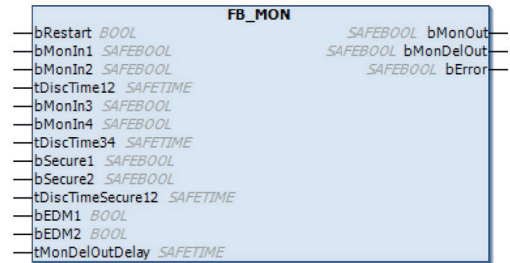 FB_MON
bRestart BOOL SAFEBOOL bMonOut
bMonIn1 SAFEBOOL SAFEBOOL bMonDelOut
bMonIn2 SAFEBOOL SAFEBOOL bError
tDiscTime12 SAFETIME
bMonIn3 SAFEBOOL
bMonIn4 SAFEBOOL
tDiscTime34 SAFETIME
bSecure1 SAFEBOOL
bSecure2 SAFEBOOL
tDiscTimeSecure12 SAFETIME
bEDM1 BOOL
bEDM2 BOOL
tMonDelOutDelay SAFETIME